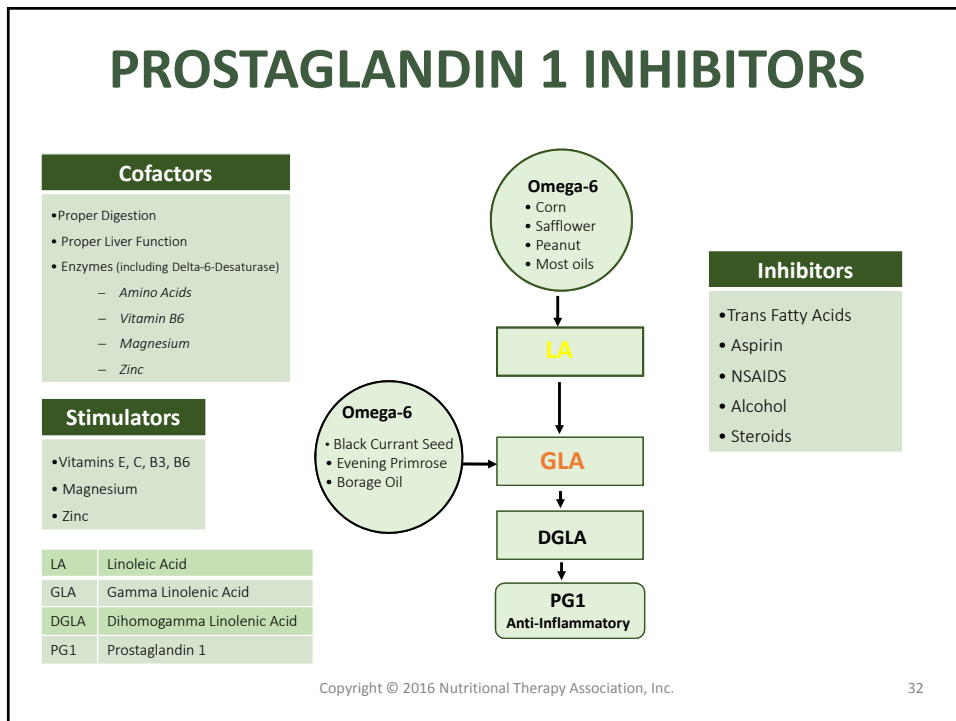 PROSTAGLANDIN 1 INHIBITORS
Cofactors
•Proper Digestion
• Proper Liver Function
• Enzymes (including Delta-6-Desaturase)
– Amino Acids
– Vitamin B6
– Magnesium
– Zinc
Stimulators
•Vitamins E, C, B3, B6
• Magnesium
• Zinc
LA Linoleic Acid
GLA Gamma Linolenic Acid
DGLA Dihomogamma Linolenic Acid
PG1 Prostaglandin 1
Omega-6
• Corn
• Safflower
• Peanut
• Most oils
LA
Omega-6
• Black Currant Seed
• Evening Primrose
• Borage Oil
GLA
DGLA
PG1
Anti-Inflammatory
Inhibitors
•Trans Fatty Acids
• Aspirin
• NSAIDS
• Alcohol
• Steroids
Copyright © 2016 Nutritional Therapy Association, Inc.
32